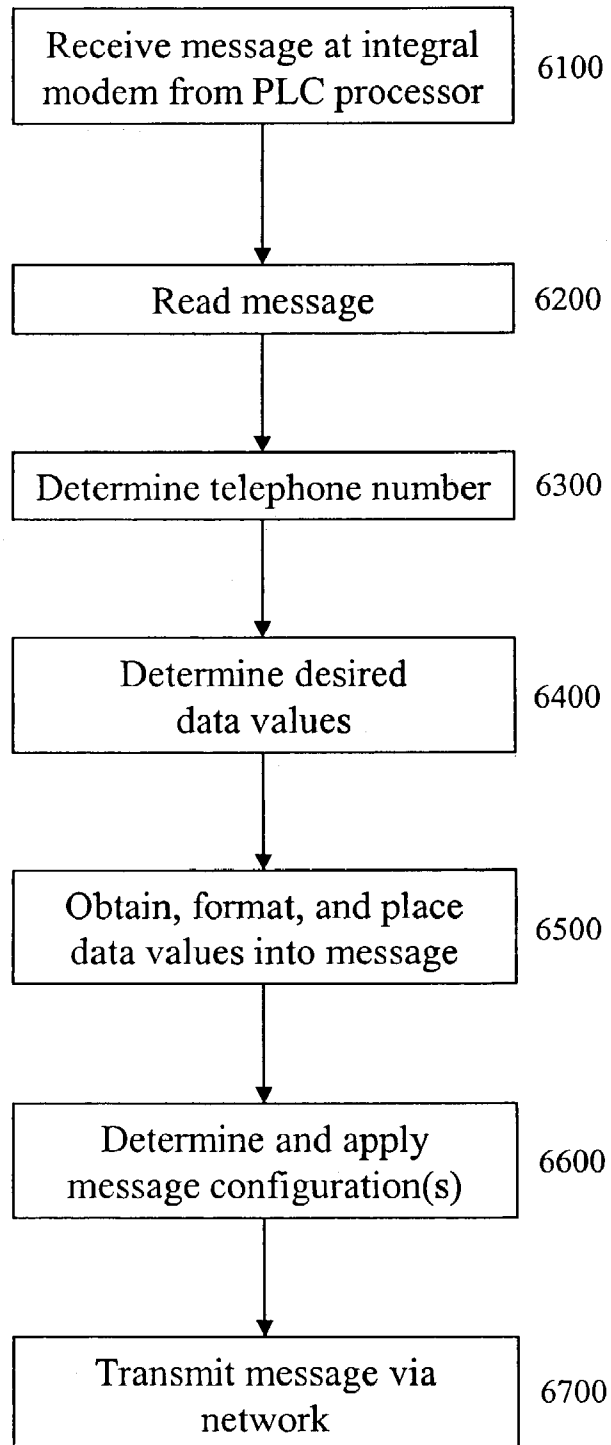 Receive message at integral
modem from PLC processor
6100
Read message
6200
Determine telephone number
6300
Determine desired
data values
6400
Obtain, format, and place
data values into message
6500
Determine and apply
message configuration(s)
6600
Transmit message via
network
6700